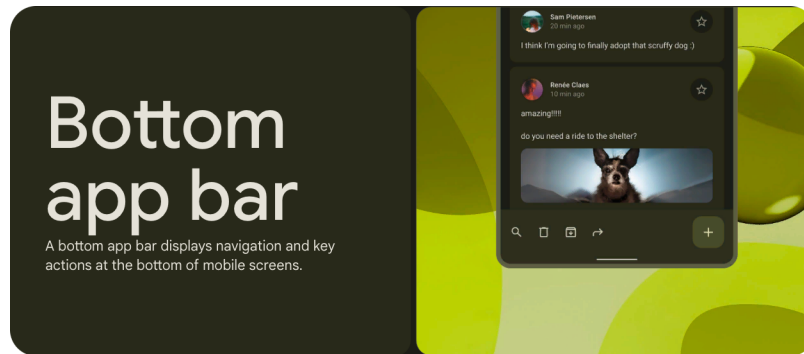 Bottom
app bar
A bottom app bar displays navigation and key
actions at the bottom of mobile screens.
Sam Pietersen
20 min ago
I think I'm going to finally adopt that scruffy dog :)
Renée Claes
10 min ago
amazing!!!!!
do you need a ride to the shelter?